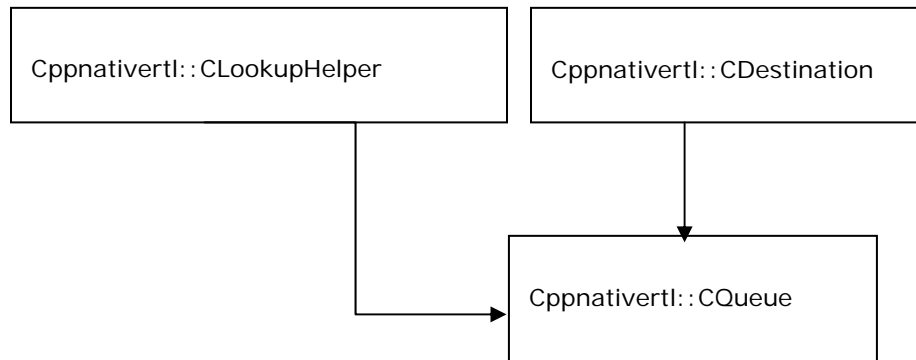 Cppnativertl::CLookupHelper
Cppnativertl::CDestination
Cppnativertl::CQueue